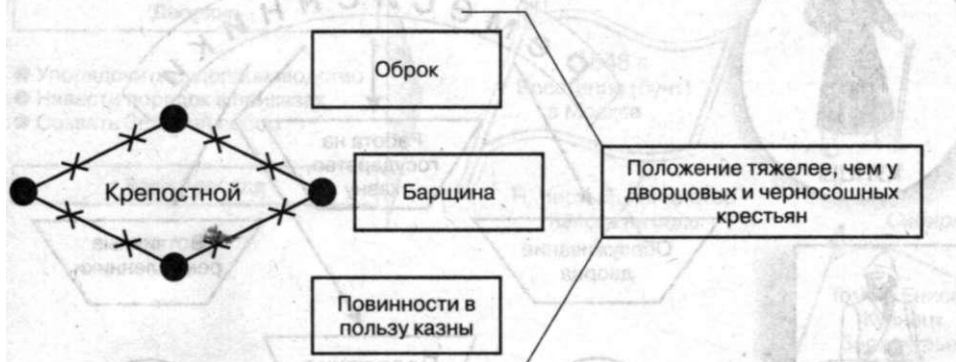 Оброк
Крепостной
Барщина
Положение тяжелее, чем у
дворцовых и черносошных
крестьян
Повинности в
пользу казны